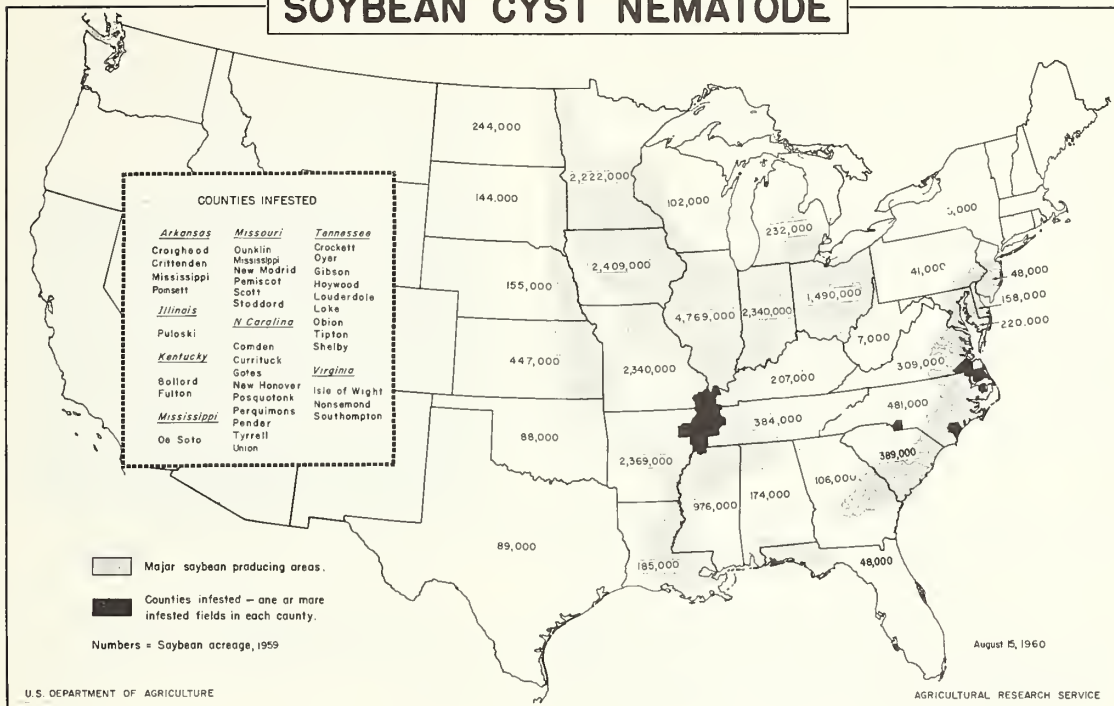 SOYBEAN CYST NEMATODE
244,000
2,222,000
144,000
102,000
232,000
2,409,000
155,000
41,000
48,000
158,000
220,000
4,769,000
2,340,000
1,490,000
7,000
309,000
447,000
2,340,000
207,000
481,000
384,000
88,000
2,369,000
389,000
976,000
174,000
106,000
89,000
185,000
48,000
COUNTIES INFESTED
Arkansas
Craighead
Crittenden
Mississippi
Poinsett
Illinois
Pulaski
Kentucky
Ballard
Fulton
Mississippi
De Soto
Missouri
Dunklin
Mississippi
New Madrid
Pemiscot
Scott
Stoddard
N Carolina
Camden
Currituck
Gates
New Hanover
Pasquotank
Perquimans
Pender
Tyrrell
Union
Tennessee
Crockett
Dyer
Gibson
Haywood
Louderdale
Lake
Obion
Tipton
Shelby
Virginia
Isle of Wight
Nansemond
Southampton
Major soybean producing areas.
Counties infested – one or more
infested fields in each county.
Numbers = Soybean acreage, 1959
August 15, 1960
U.S. DEPARTMENT OF AGRICULTURE
AGRICULTURAL RESEARCH SERVICE